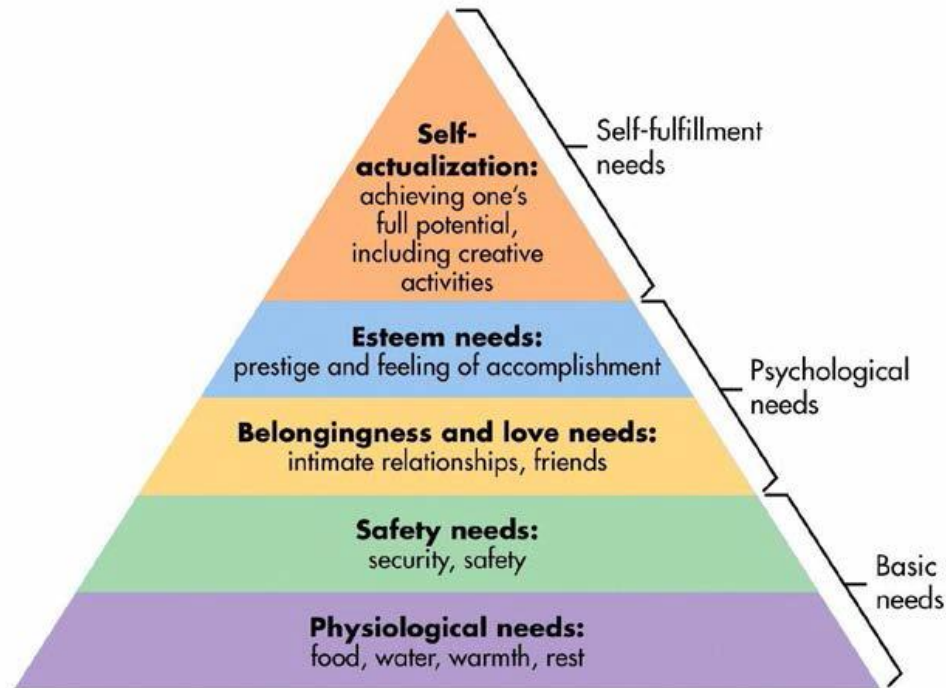 Self-
actualization:
achieving one's
full potential,
including creative
activities
Self-fulfillment
needs
Esteem needs:
prestige and feeling of accomplishment
Psychological
needs
Belongingness and love needs:
intimate relationships, friends
Safety needs:
security, safety
Basic
needs
Physiological needs:
food, water, warmth, rest